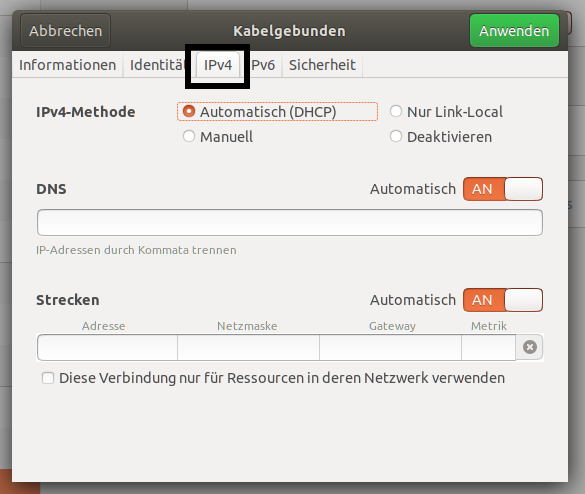 Abbrechen Kabelgebunden Anwenden
Informationen Identität IPv4 IPv6 Sicherheit
IPv4-Methode Automatisch (DHCP) Nur Link-Local
Manuell Deaktivieren
DNS Automatisch AN
IP-Adressen durch Kommata trennen
Strecken Automatisch AN
Adresse Netzmaske Gateway Metrik
Diese Verbindung nur für Ressourcen in deren Netzwerk verwenden